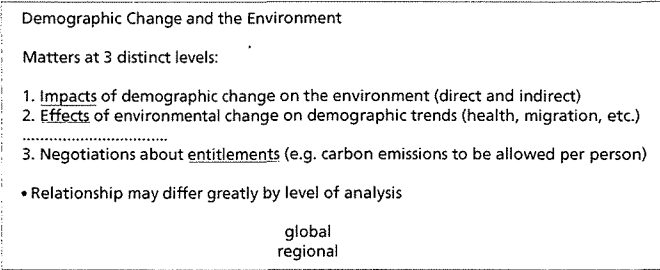 Demographic Change and the Environment
Matters at 3 distinct levels:
1. Impacts of demographic change on the environment (direct and indirect)
2. Effects of environmental change on demographic trends (health, migration, etc.)
................................
3. Negotiations about entitlements (e.g. carbon emissions to be allowed per person)
• Relationship may differ greatly by level of analysis
global
regional